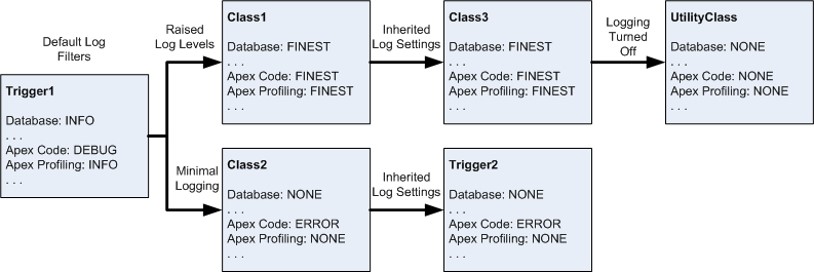 Default Log
Filters
Trigger1
Database: INFO
. . .
Apex Code: DEBUG
Apex Profiling: INFO
. . .
Raised
Log Levels
Class1
Database: FINEST
. . .
Apex Code: FINEST
Apex Profiling: FINEST
. . .
Inherited
Log Settings
Class3
Database: FINEST
. . .
Apex Code: FINEST
Apex Profiling: FINEST
. . .
Logging
Turned
Off
UtilityClass
Database: NONE
. . .
Apex Code: NONE
Apex Profiling: NONE
. . .
Minimal
Logging
Class2
Database: NONE
. . .
Apex Code: ERROR
Apex Profiling: NONE
. . .
Inherited
Log Settings
Trigger2
Database: NONE
. . .
Apex Code: ERROR
Apex Profiling: NONE
. . .